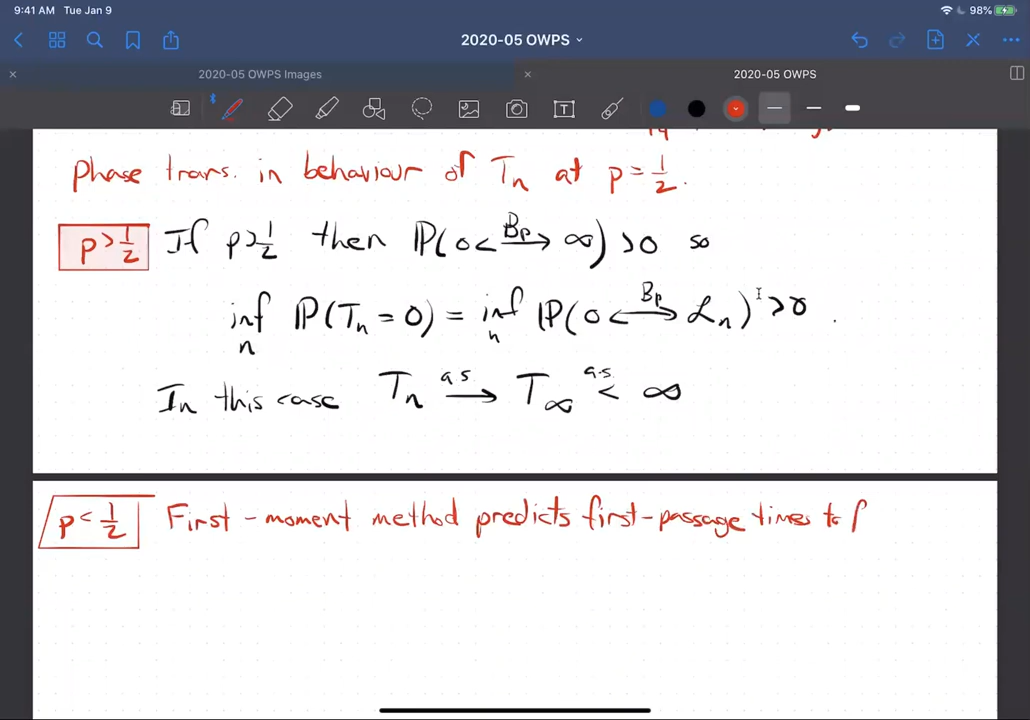 9:41 AM Tue Jan 9
98%
2020-05 OWPS
2020-05 OWPS Images
2020-05 OWPS
Phase trans. in behaviour of Tₙ at p = 1/2.
p > 1/2 If p > 1/2 then ℙ(0 <—Bₚ—> ∞) > 0 so
inf ₙ ℙ(Tₙ = 0) = inf ₙ ℙ(0 <—Bₚ—> ℒₙ) > 0 .
In this case Tₙ —a.s→ T∞ <a.s. ∞
p < 1/2 First-moment method predicts first-passage times to